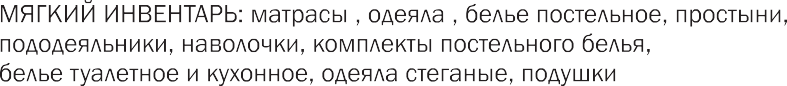 МЯГКИЙ ИНВЕНТАРЬ: матрасы , одеяла , белье постельное, простыни,
пододеяльники, наволочки, комплекты постельного белья,
белье туалетное и кухонное, одеяла стеганые, подушки